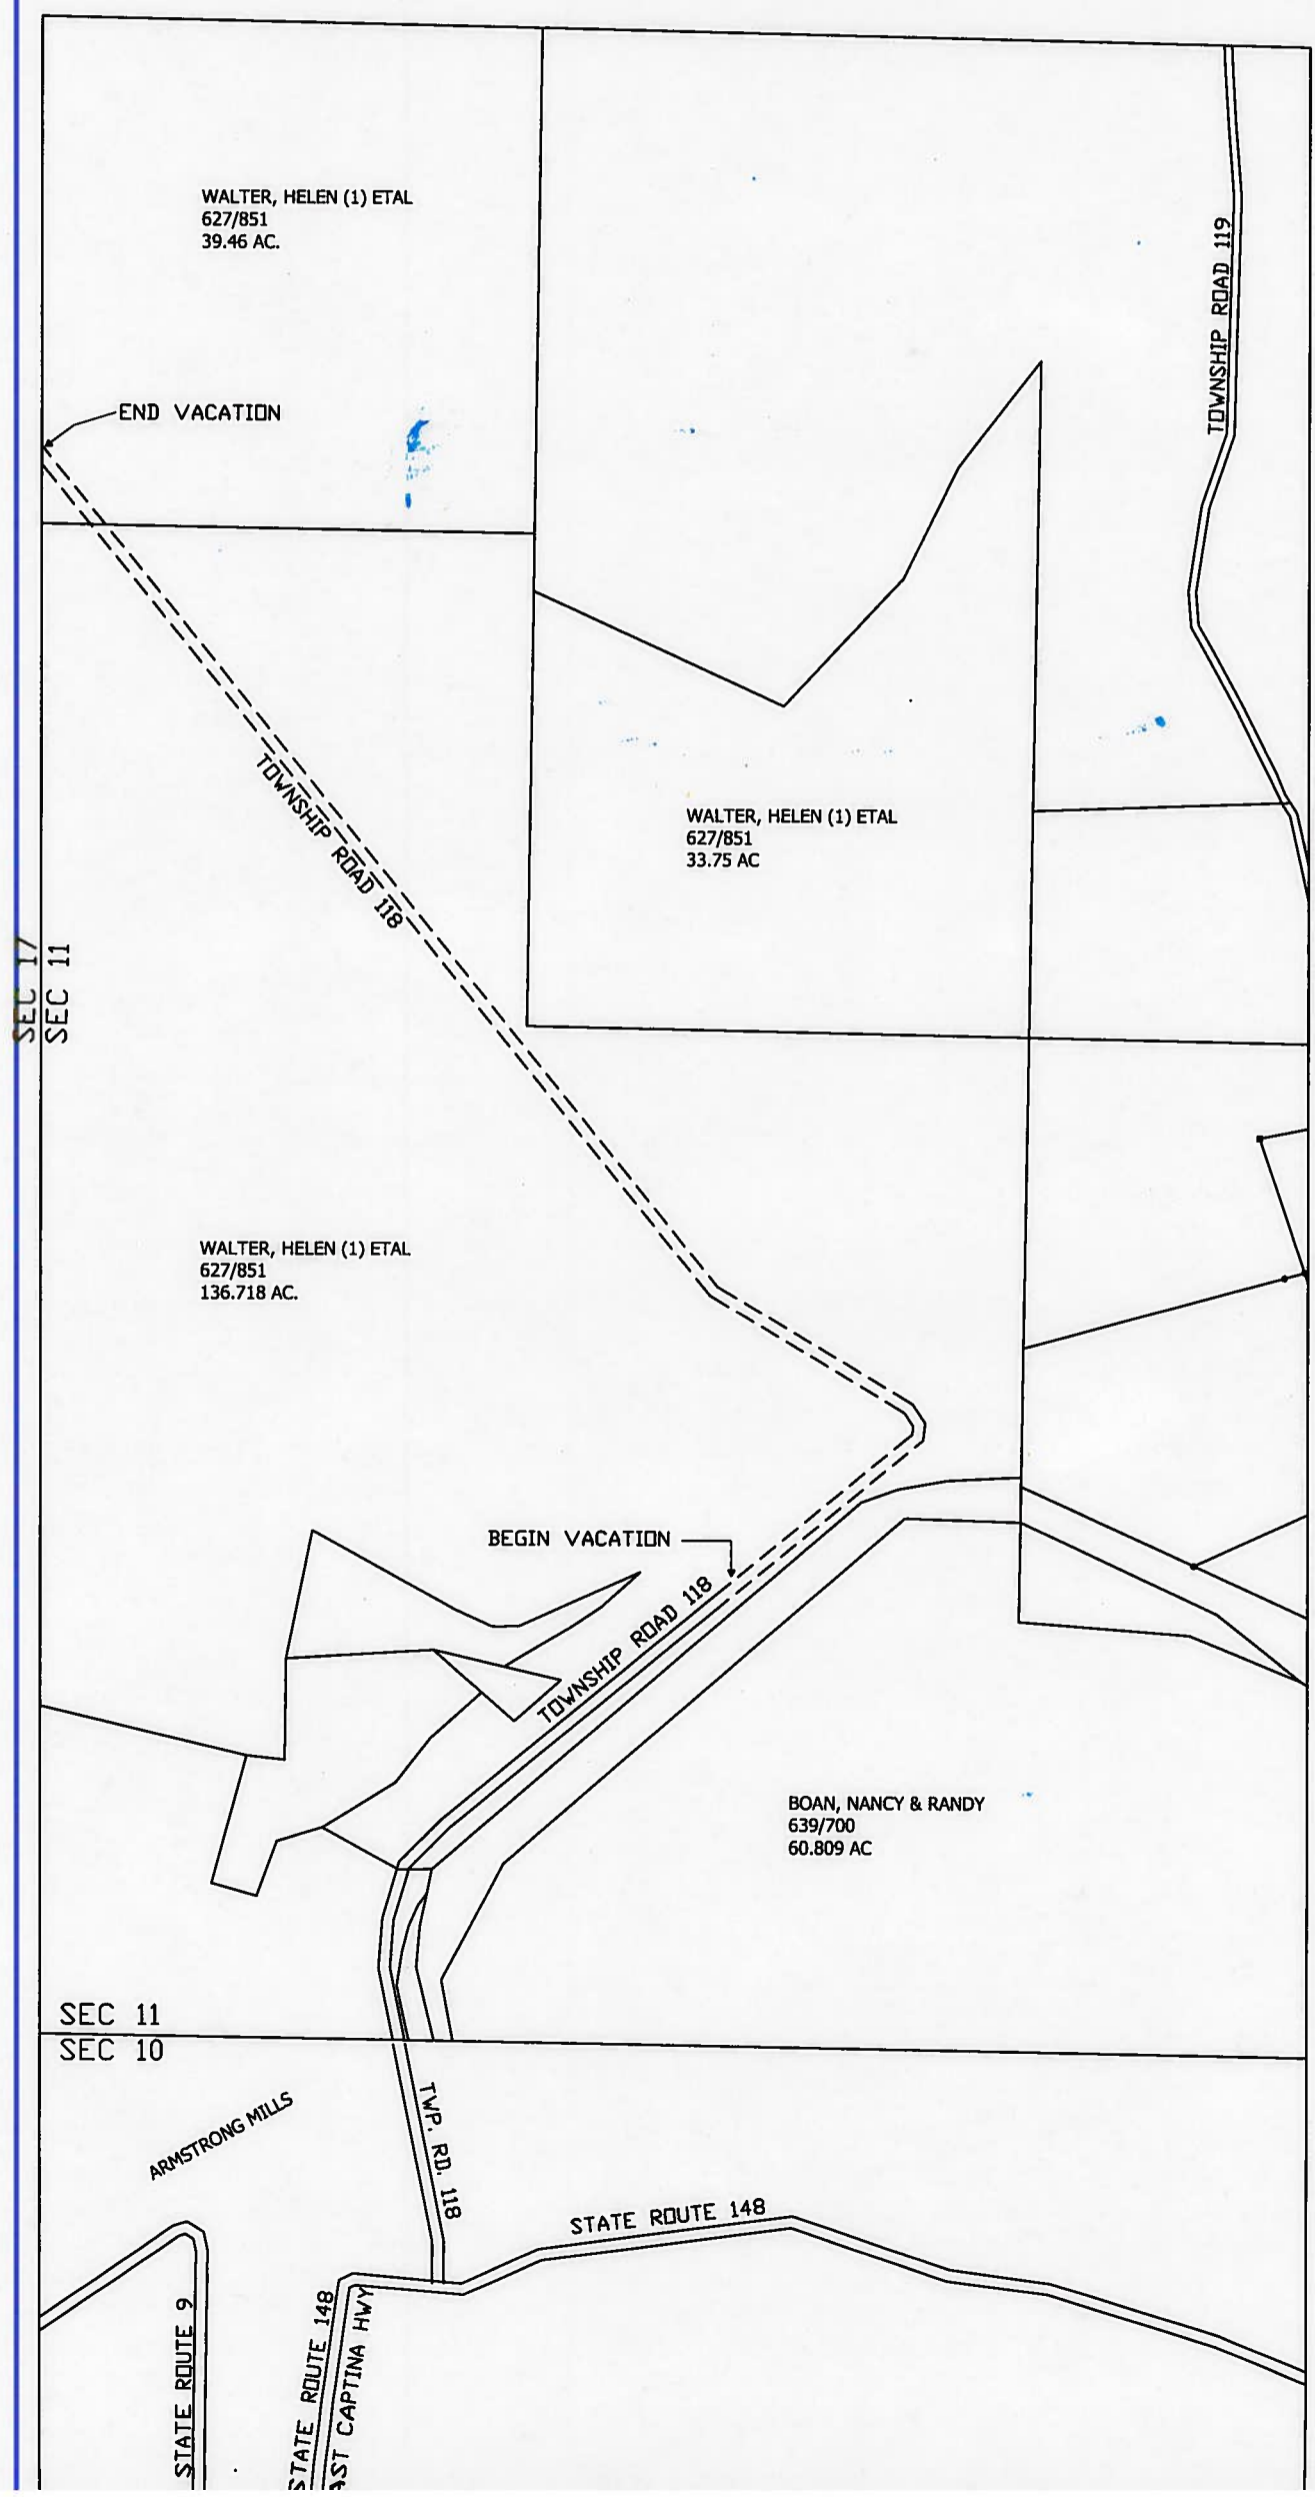 WALTER, HELEN (1) ETAL
627/851
39.46 AC.
TOWNSHIP ROAD 119
END VACATION
TOWNSHIP ROAD 118
WALTER, HELEN (1) ETAL
627/851
33.75 AC
SEC 17
SEC 11
WALTER, HELEN (1) ETAL
627/851
136.718 AC.
BEGIN VACATION
TOWNSHIP ROAD 118
BOAN, NANCY & RANDY
639/700
60.809 AC
SEC 11
SEC 10
ARMSTRONG MILLS
TWP. RD. 118
STATE ROUTE 148
STATE ROUTE 9
STATE ROUTE 148
AST CAPTINA HWY